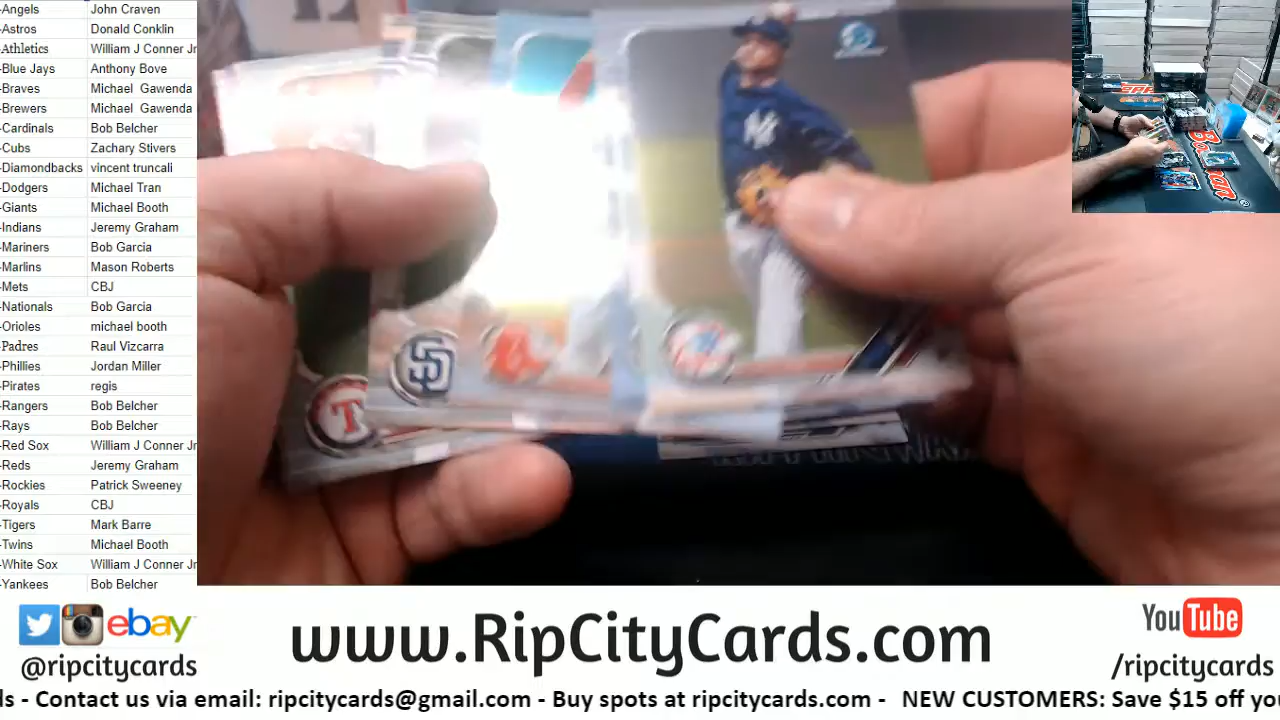 -Angels John Craven
-Astros Donald Conklin
-Athletics William J Conner Jr
-Blue Jays Anthony Bove
-Braves Michael Gawenda
-Brewers Michael Gawenda
-Cardinals Bob Belcher
-Cubs Zachary Stivers
-Diamondbacks vincent truncali
-Dodgers Michael Tran
-Giants Michael Booth
-Indians Jeremy Graham
-Mariners Bob Garcia
-Marlins Mason Roberts
-Mets CBJ
-Nationals Bob Garcia
-Orioles michael booth
-Padres Raul Vizcarra
-Phillies Jordan Miller
-Pirates regis
-Rangers Bob Belcher
-Rays Bob Belcher
-Red Sox William J Conner Jr
-Reds Jeremy Graham
-Rockies Patrick Sweeney
-Royals CBJ
-Tigers Mark Barre
-Twins Michael Booth
-White Sox William J Conner Jr
-Yankees Bob Belcher
NY
SD
T
ebay
@ripcitycards
www.RipCityCards.com
YouTube
/ripcitycards
ds - Contact us via email: ripcitycards@gmail.com - Buy spots at ripcitycards.com - NEW CUSTOMERS: Save $15 off you